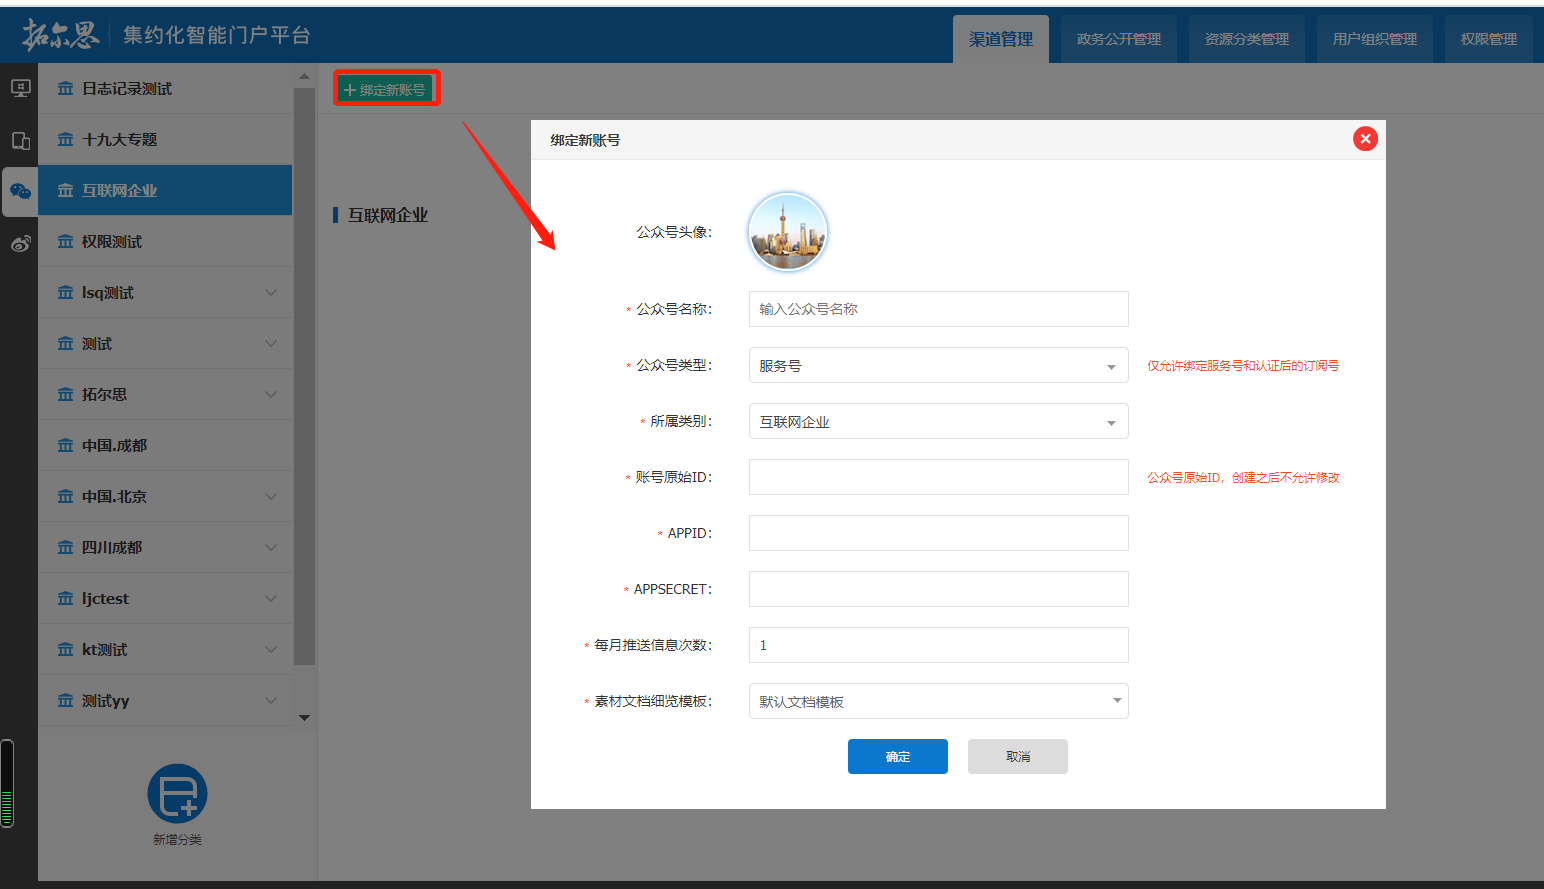 拓尔思
集约化智能门户平台
渠道管理
政务公开管理
资源分类管理
用户组织管理
权限管理
日志记录测试
十九大专题
互联网企业
权限测试
lsq测试
测试
拓尔思
中国.成都
中国.北京
四川成都
ljctest
kt测试
测试yy
新增分类
绑定新账号
互联网企业
绑定新账号
公众号头像：
* 公众号名称： 输入公众号名称
* 公众号类型： 服务号 仅允许绑定服务号和认证后的订阅号
* 所属类别： 互联网企业
* 账号原始ID： 公众号原始ID，创建之后不允许修改
* APPID：
* APPSECRET：
* 每月推送信息次数： 1
* 素材文档细览模板： 默认文档模板
确定 取消